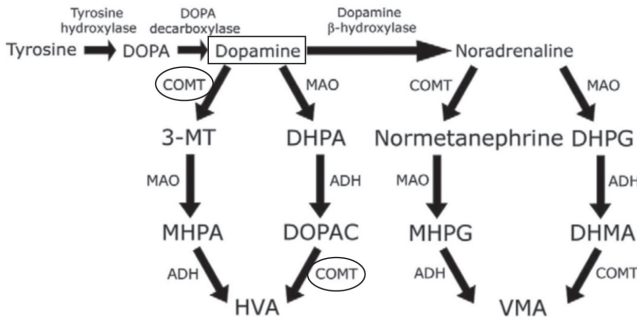 Tyrosine hydroxylase
DOPA decarboxylase
Dopamine β-hydroxylase
Tyrosine DOPA Dopamine Noradrenaline
COMT MAO COMT MAO
3-MT DHPA Normetanephrine DHPG
MAO ADH MAO ADH
MHPA DOPAC MHPG DHMA
ADH COMT ADH COMT
HVA VMA